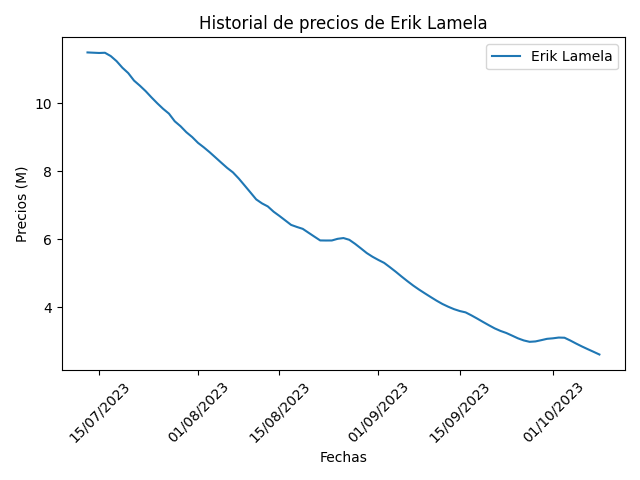 Historial de precios de Erik Lamela
Erik Lamela
Precios (M)
10
8
6
4
15/07/2023
01/08/2023
15/08/2023
01/09/2023
15/09/2023
01/10/2023
Fechas